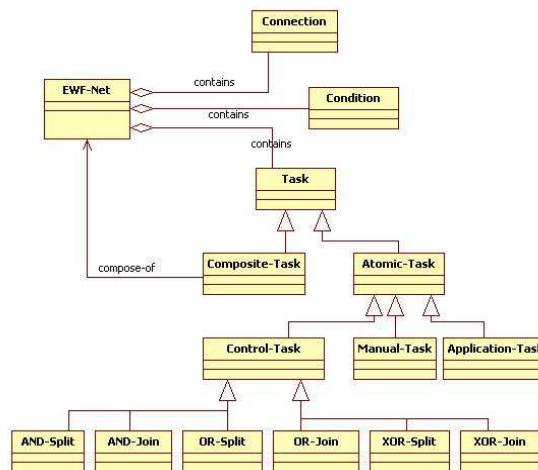 Connection
contains
EWF-Net
Condition
contains
contains
Task
Composite-Task
Atomic-Task
compose-of
Control-Task
Manual-Task
Application-Task
AND-Split
AND-Join
OR-Split
OR-Join
XOR-Split
XOR-Join